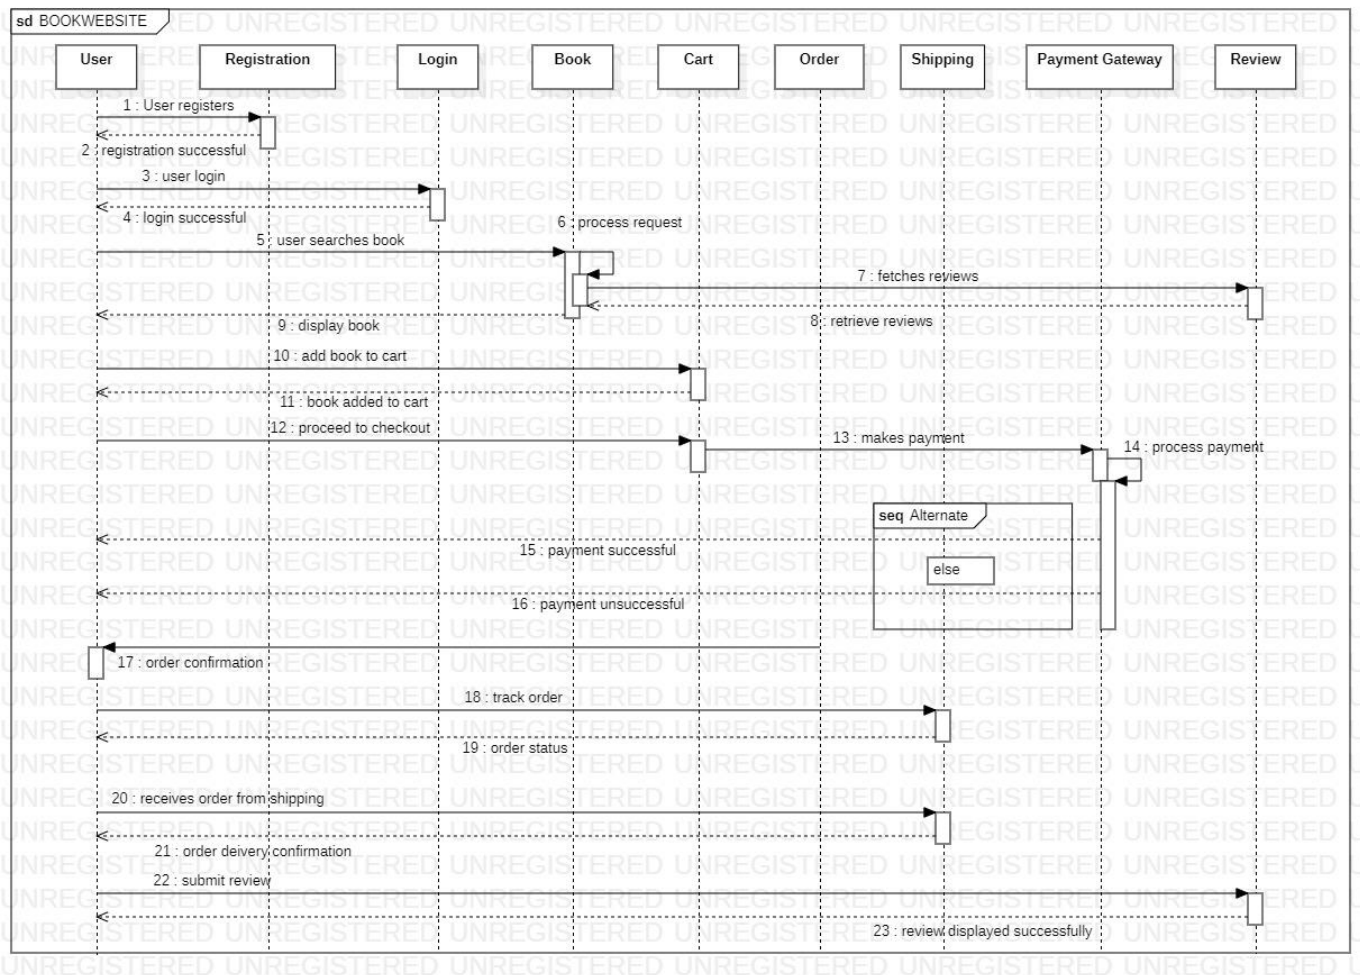 sd BOOKWEBSITE
User Registration Login Book Cart Order Shipping Payment Gateway Review
1 : User registers
2 : registration successful
3 : user login
4 : login successful
5 : user searches book
6 : process request
7 : fetches reviews
8 : retrieve reviews
9 : display book
10 : add book to cart
11 : book added to cart
12 : proceed to checkout
13 : makes payment
14 : process payment
seq Alternate
15 : payment successful
else
16 : payment unsuccessful
17 : order confirmation
18 : track order
19 : order status
20 : receives order from shipping
21 : order deivery confirmation
22 : submit review
23 : review displayed successfully
UNREGISTERED